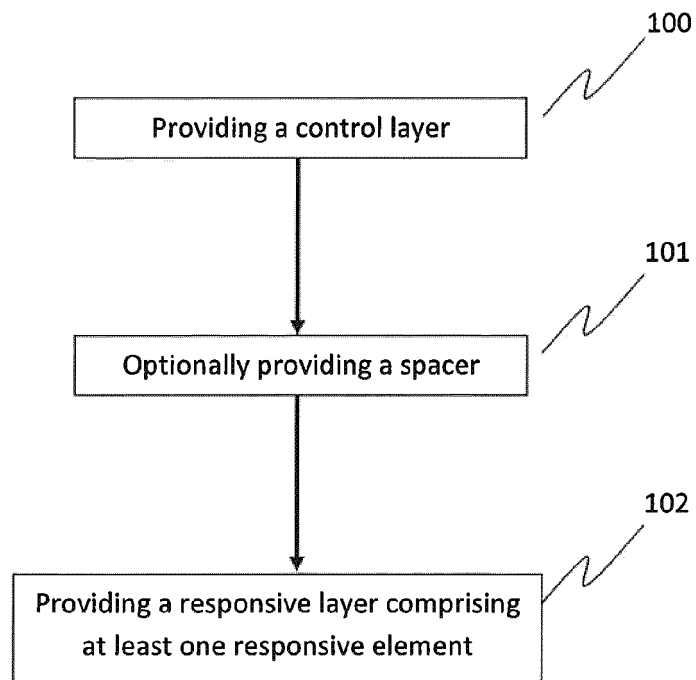 100
Providing a control layer
101
Optionally providing a spacer
102
Providing a responsive layer comprising
at least one responsive element